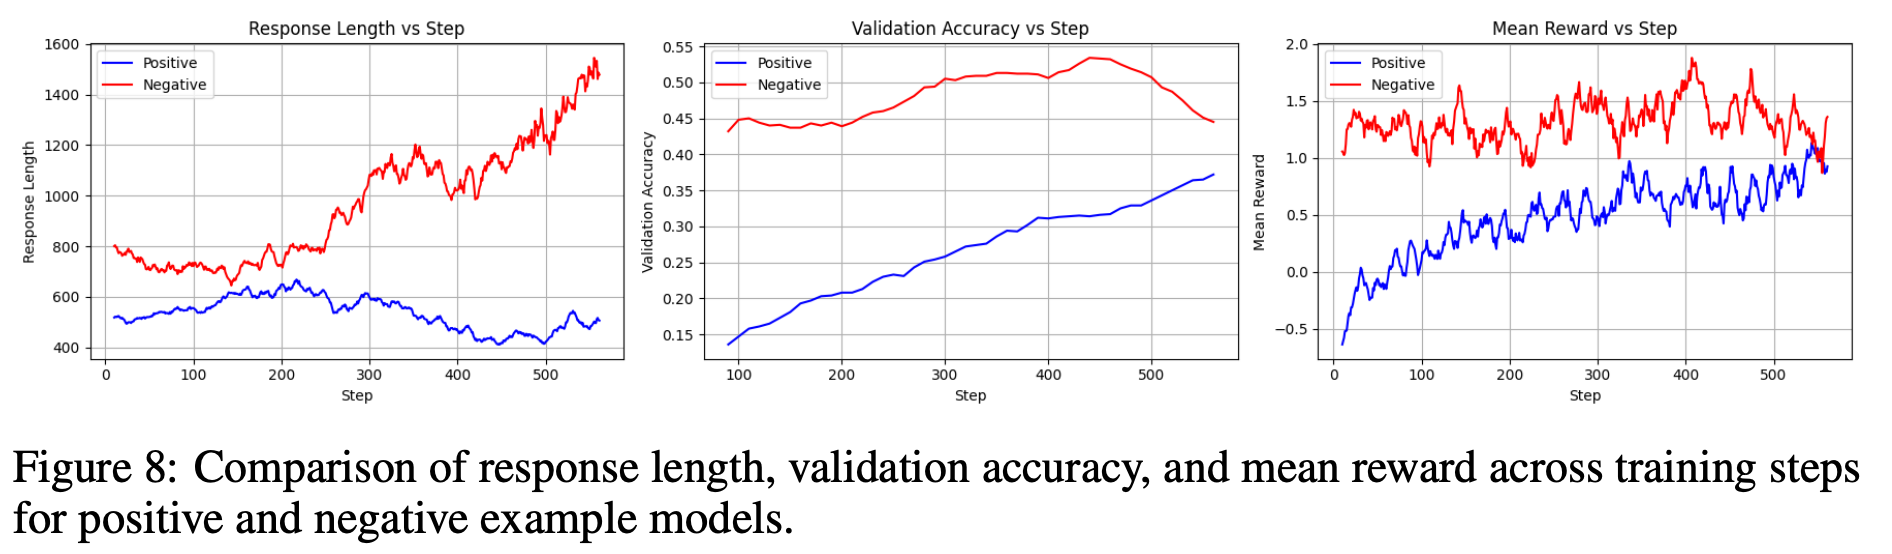 Response Length vs Step
1600
1400
1200
1000
800
600
400
Response Length
Positive
Negative
0 100 200 300 400 500
Step
Validation Accuracy vs Step
0.55
0.50
0.45
0.40
0.35
0.30
0.25
0.20
0.15
Validation Accuracy
Positive
Negative
100 200 300 400 500
Step
Mean Reward vs Step
2.0
1.5
1.0
0.5
0.0
−0.5
Mean Reward
Positive
Negative
0 100 200 300 400 500
Step
Figure 8: Comparison of response length, validation accuracy, and mean reward across training steps
for positive and negative example models.